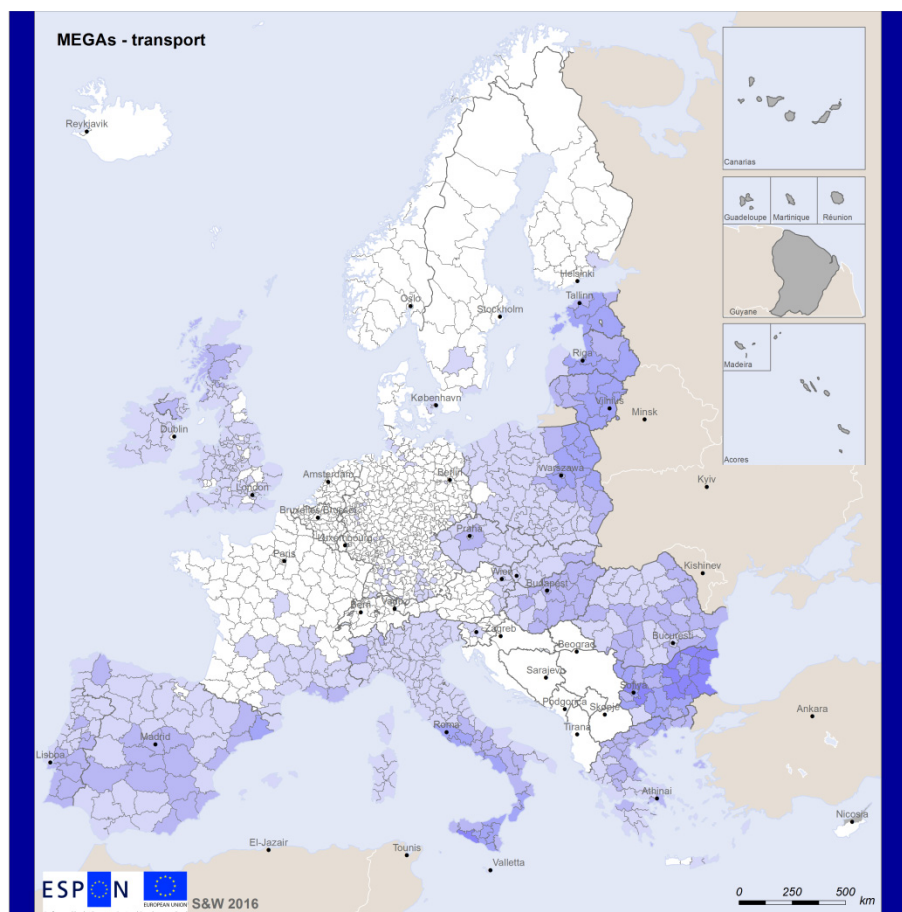 MEGAs - transport
Reykjavik
Canarias
Guadeloupe
Martinique
Réunion
Guyane
Madeira
Acores
Helsinki
Oslo
Tallinn
Stockholm
Riga
København
Vilnius
Minsk
Dublin
Amsterdam
Berlin
Warszawa
London
Kyiv
Bruxelles/Brussel
Praha
Luxembourg
Paris
Kishinev
Wien
Budapest
Bern
Vaduz
Zagreb
Bucuresti
Beograd
Sarajevo
Sofiya
Podgorica
Skopje
Ankara
Roma
Tirana
Madrid
Lisboa
Athinai
Nicosia
El-Jazair
Tounis
Valletta
ESPON
EUROPEAN UNION
S&W 2016
0 250 500
km